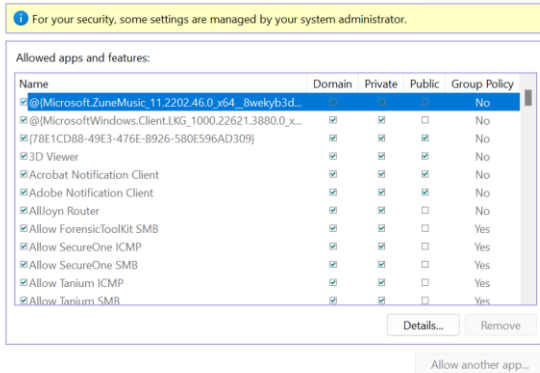 For your security, some settings are managed by your system administrator.
Allowed apps and features:
Name Domain Private Public Group Policy
@{Microsoft.ZuneMusic_11.2202.46.0_x64__8wekyb3d... No
@{MicrosoftWindows.Client.LKG_1000.22621.3880.0_x... No
{78E1CD88-49E3-476E-B926-580E596AD309} No
3D Viewer No
Acrobat Notification Client No
Adobe Notification Client No
AllJoyn Router No
Allow ForensicToolKit SMB Yes
Allow SecureOne ICMP Yes
Allow SecureOne SMB Yes
Allow Tanium ICMP Yes
Allow Tanium SMB Yes
Details... Remove
Allow another app...